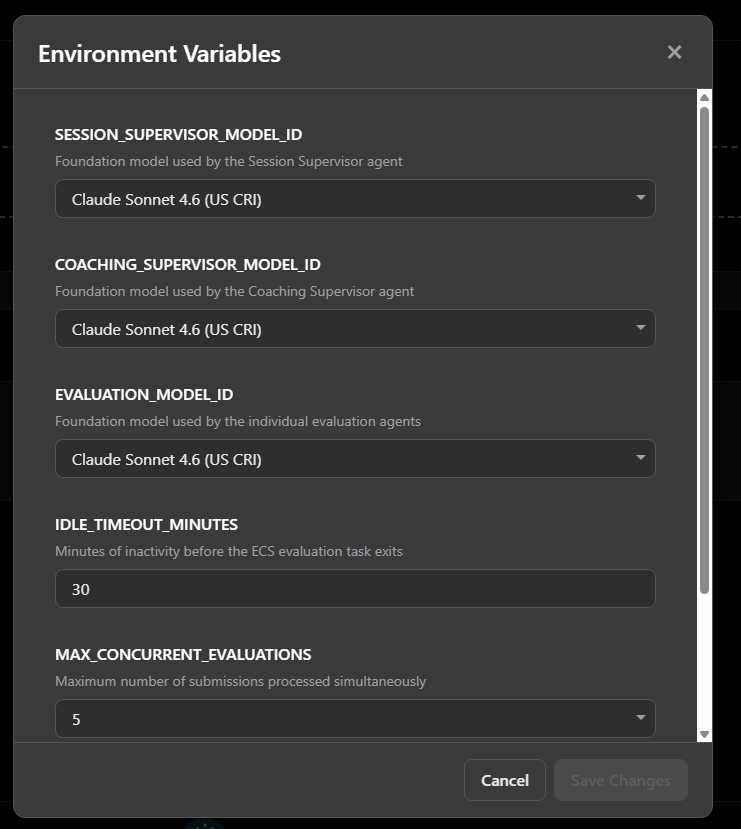 Environment Variables
SESSION_SUPERVISOR_MODEL_ID
Foundation model used by the Session Supervisor agent
Claude Sonnet 4.6 (US CRI)
COACHING_SUPERVISOR_MODEL_ID
Foundation model used by the Coaching Supervisor agent
Claude Sonnet 4.6 (US CRI)
EVALUATION_MODEL_ID
Foundation model used by the individual evaluation agents
Claude Sonnet 4.6 (US CRI)
IDLE_TIMEOUT_MINUTES
Minutes of inactivity before the ECS evaluation task exits
30
MAX_CONCURRENT_EVALUATIONS
Maximum number of submissions processed simultaneously
5
Cancel Save Changes